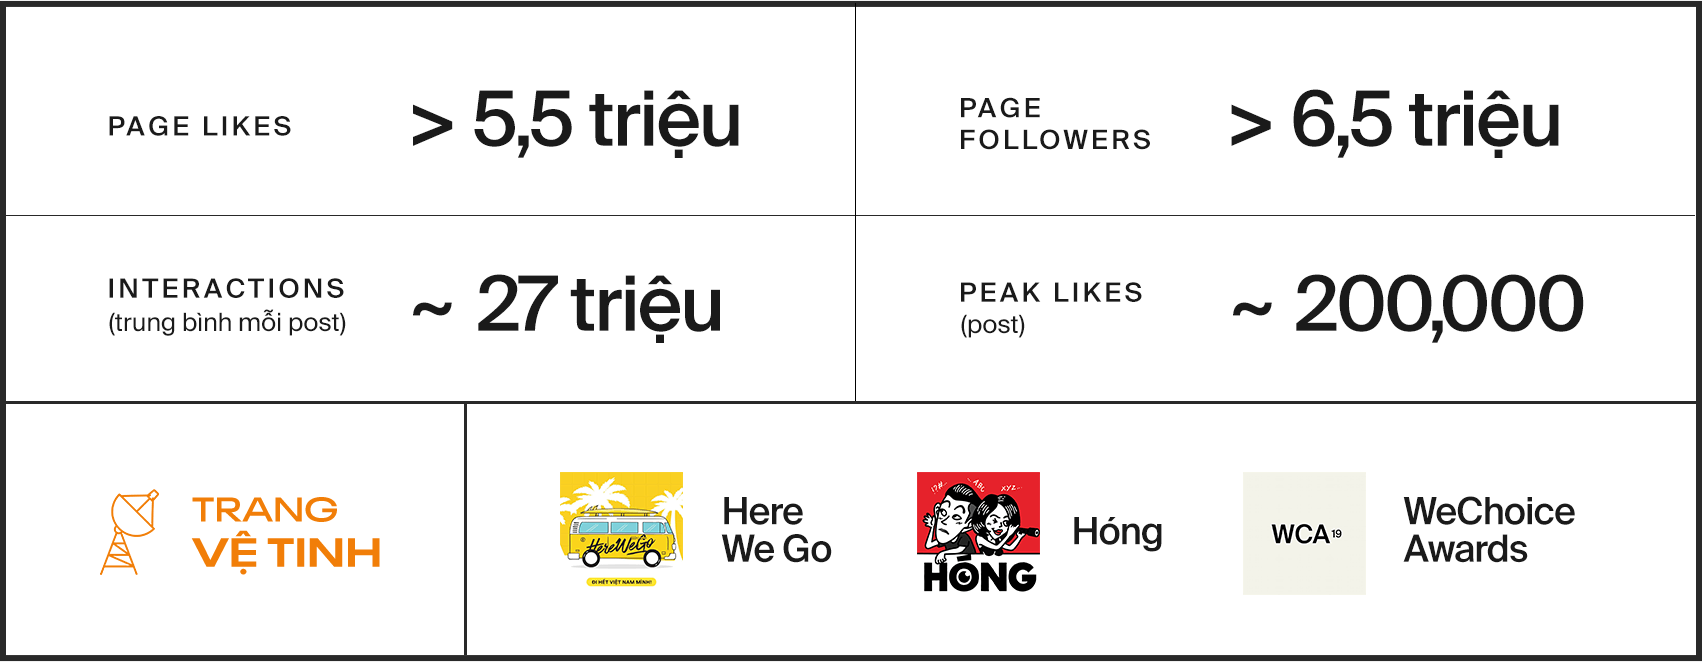 PAGE LIKES
> 5,5 triệu
PAGE
FOLLOWERS
> 6,5 triệu
INTERACTIONS
(trung bình mỗi post)
~ 27 triệu
PEAK LIKES
(post)
~ 200,000
TRANG
VỆ TINH
HereWeGo
ĐI HẾT VIỆT NAM MÌNH!
Here
We Go
!?#..
ABC
XYZ..
HÓNG
Hóng
WCA19
WeChoice
Awards